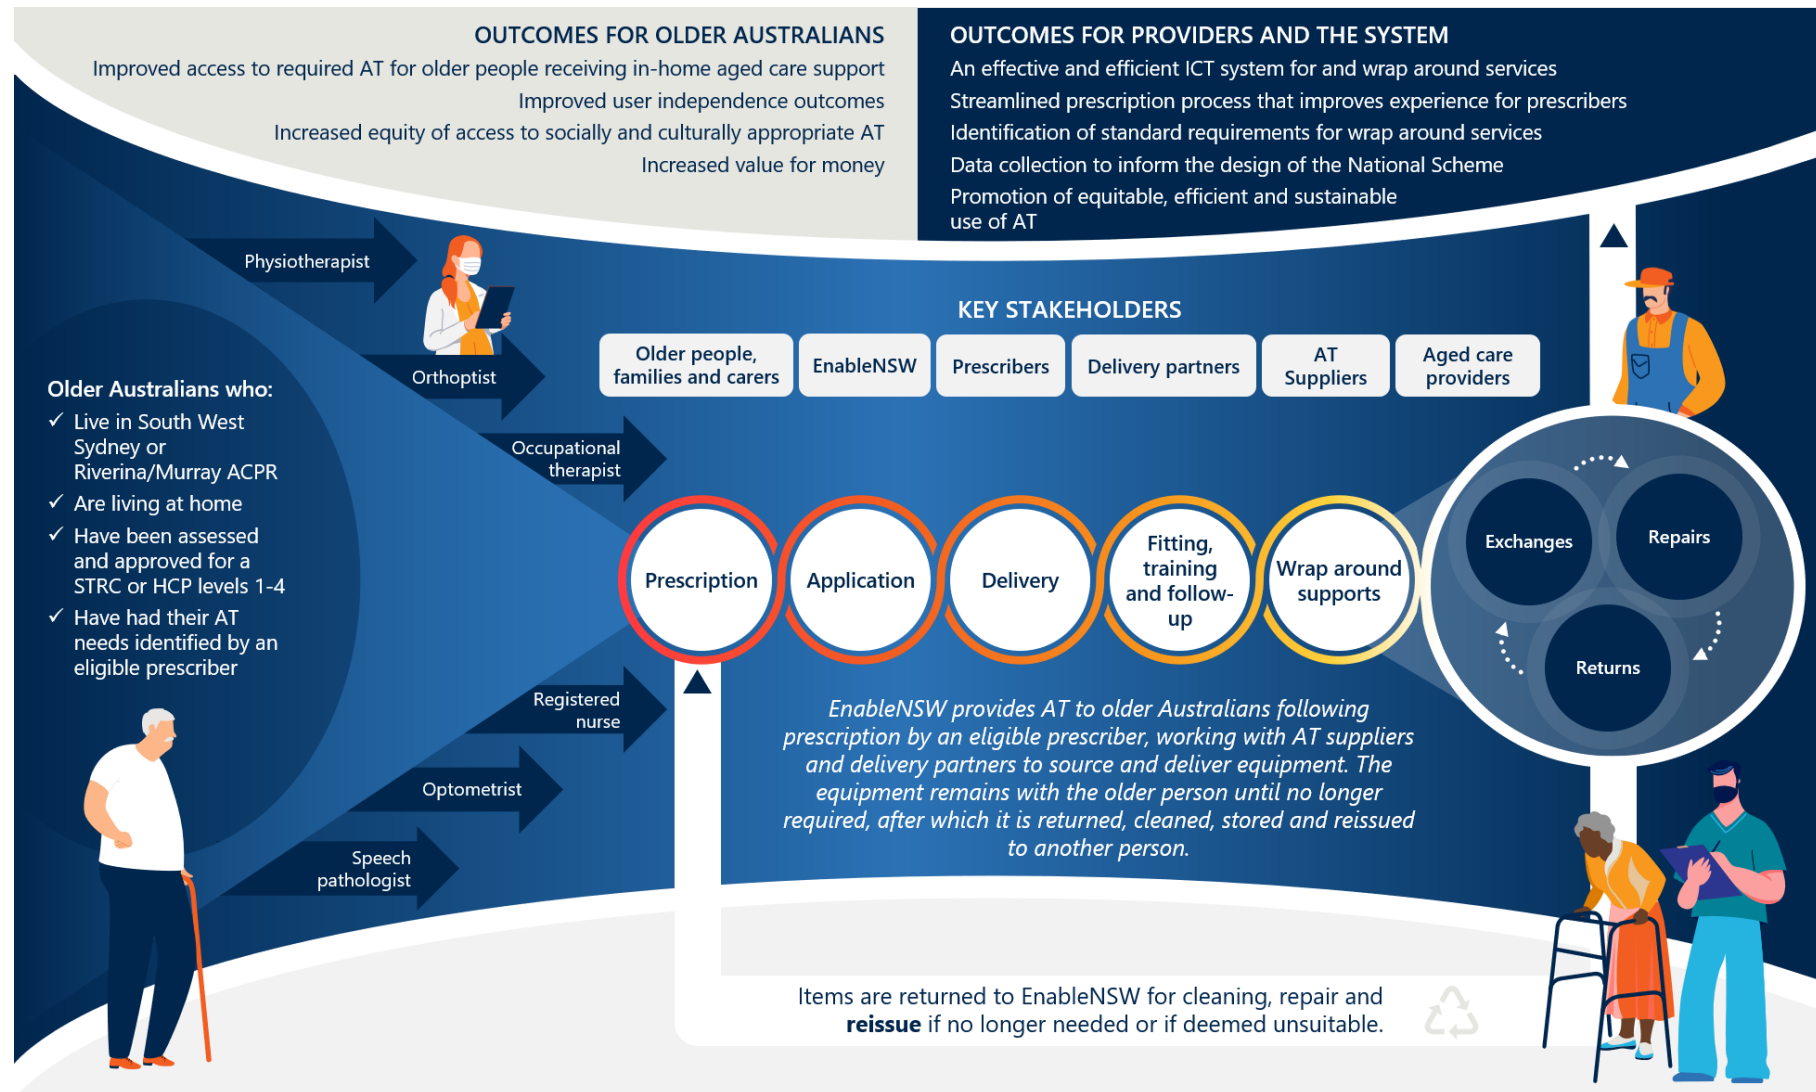 OUTCOMES FOR OLDER AUSTRALIANS
Improved access to required AT for older people receiving in-home aged care support
Improved user independence outcomes
Increased equity of access to socially and culturally appropriate AT
Increased value for money
OUTCOMES FOR PROVIDERS AND THE SYSTEM
An effective and efficient ICT system for and wrap around services
Streamlined prescription process that improves experience for prescribers
Identification of standard requirements for wrap around services
Data collection to inform the design of the National Scheme
Promotion of equitable, efficient and sustainable
use of AT
Physiotherapist
Orthoptist
Occupational
therapist
KEY STAKEHOLDERS
Older people,
families and carers
EnableNSW
Prescribers
Delivery partners
AT
Suppliers
Aged care
providers
Older Australians who:
✓ Live in South West
Sydney or
Riverina/Murray ACPR
✓ Are living at home
✓ Have been assessed
and approved for a
STRC or HCP levels 1-4
✓ Have had their AT
needs identified by an
eligible prescriber
Prescription
Application
Delivery
Fitting,
training
and follow-
up
Wrap around
supports
Exchanges
Repairs
Returns
Registered
nurse
Optometrist
Speech
pathologist
EnableNSW provides AT to older Australians following
prescription by an eligible prescriber, working with AT suppliers
and delivery partners to source and deliver equipment. The
equipment remains with the older person until no longer
required, after which it is returned, cleaned, stored and reissued
to another person.
Items are returned to EnableNSW for cleaning, repair and
reissue if no longer needed or if deemed unsuitable.